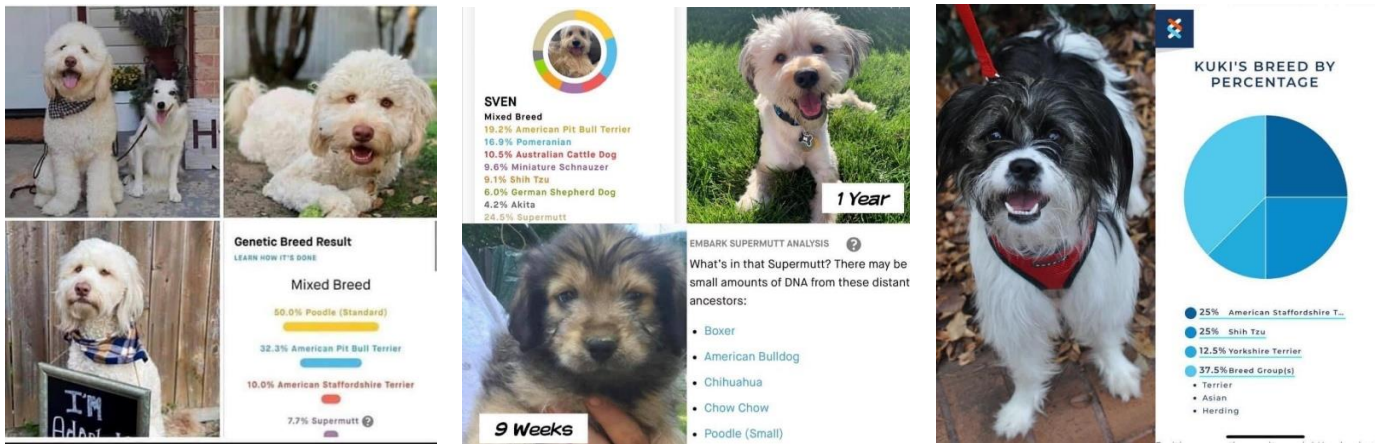 H
I'M
Genetic Breed Result
LEARN HOW IT'S DONE
Mixed Breed
50.0% Poodle (Standard)
32.3% American Pit Bull Terrier
10.0% American Staffordshire Terrier
7.7% Supermutt ?
SVEN
Mixed Breed
19.2% American Pit Bull Terrier
16.9% Pomeranian
10.5% Australian Cattle Dog
9.6% Miniature Schnauzer
9.1% Shih Tzu
6.0% German Shepherd Dog
4.2% Akita
24.5% Supermutt
1 Year
9 Weeks
EMBARK SUPERMUTT ANALYSIS ?
What's in that Supermutt? There may be
small amounts of DNA from these distant
ancestors:
• Boxer
• American Bulldog
• Chihuahua
• Chow Chow
• Poodle (Small)
KUKI'S BREED BY
PERCENTAGE
25% American Staffordshire T...
25% Shih Tzu
12.5% Yorkshire Terrier
37.5% Breed Group(s)
• Terrier
• Asian
• Herding